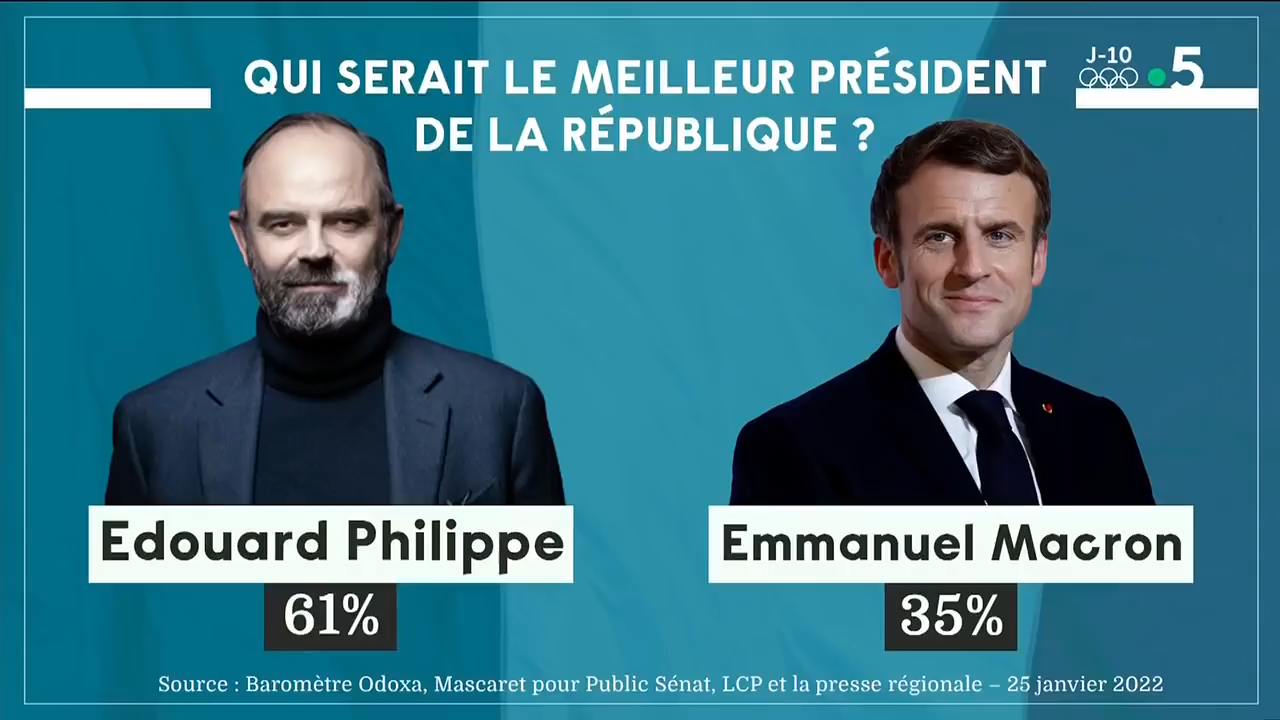 J-10
5
QUI SERAIT LE MEILLEUR PRÉSIDENT
DE LA RÉPUBLIQUE ?
Edouard Philippe
Emmanuel Macron
61%
35%
Source : Baromètre Odoxa, Mascaret pour Public Sénat, LCP et la presse régionale – 25 janvier 2022